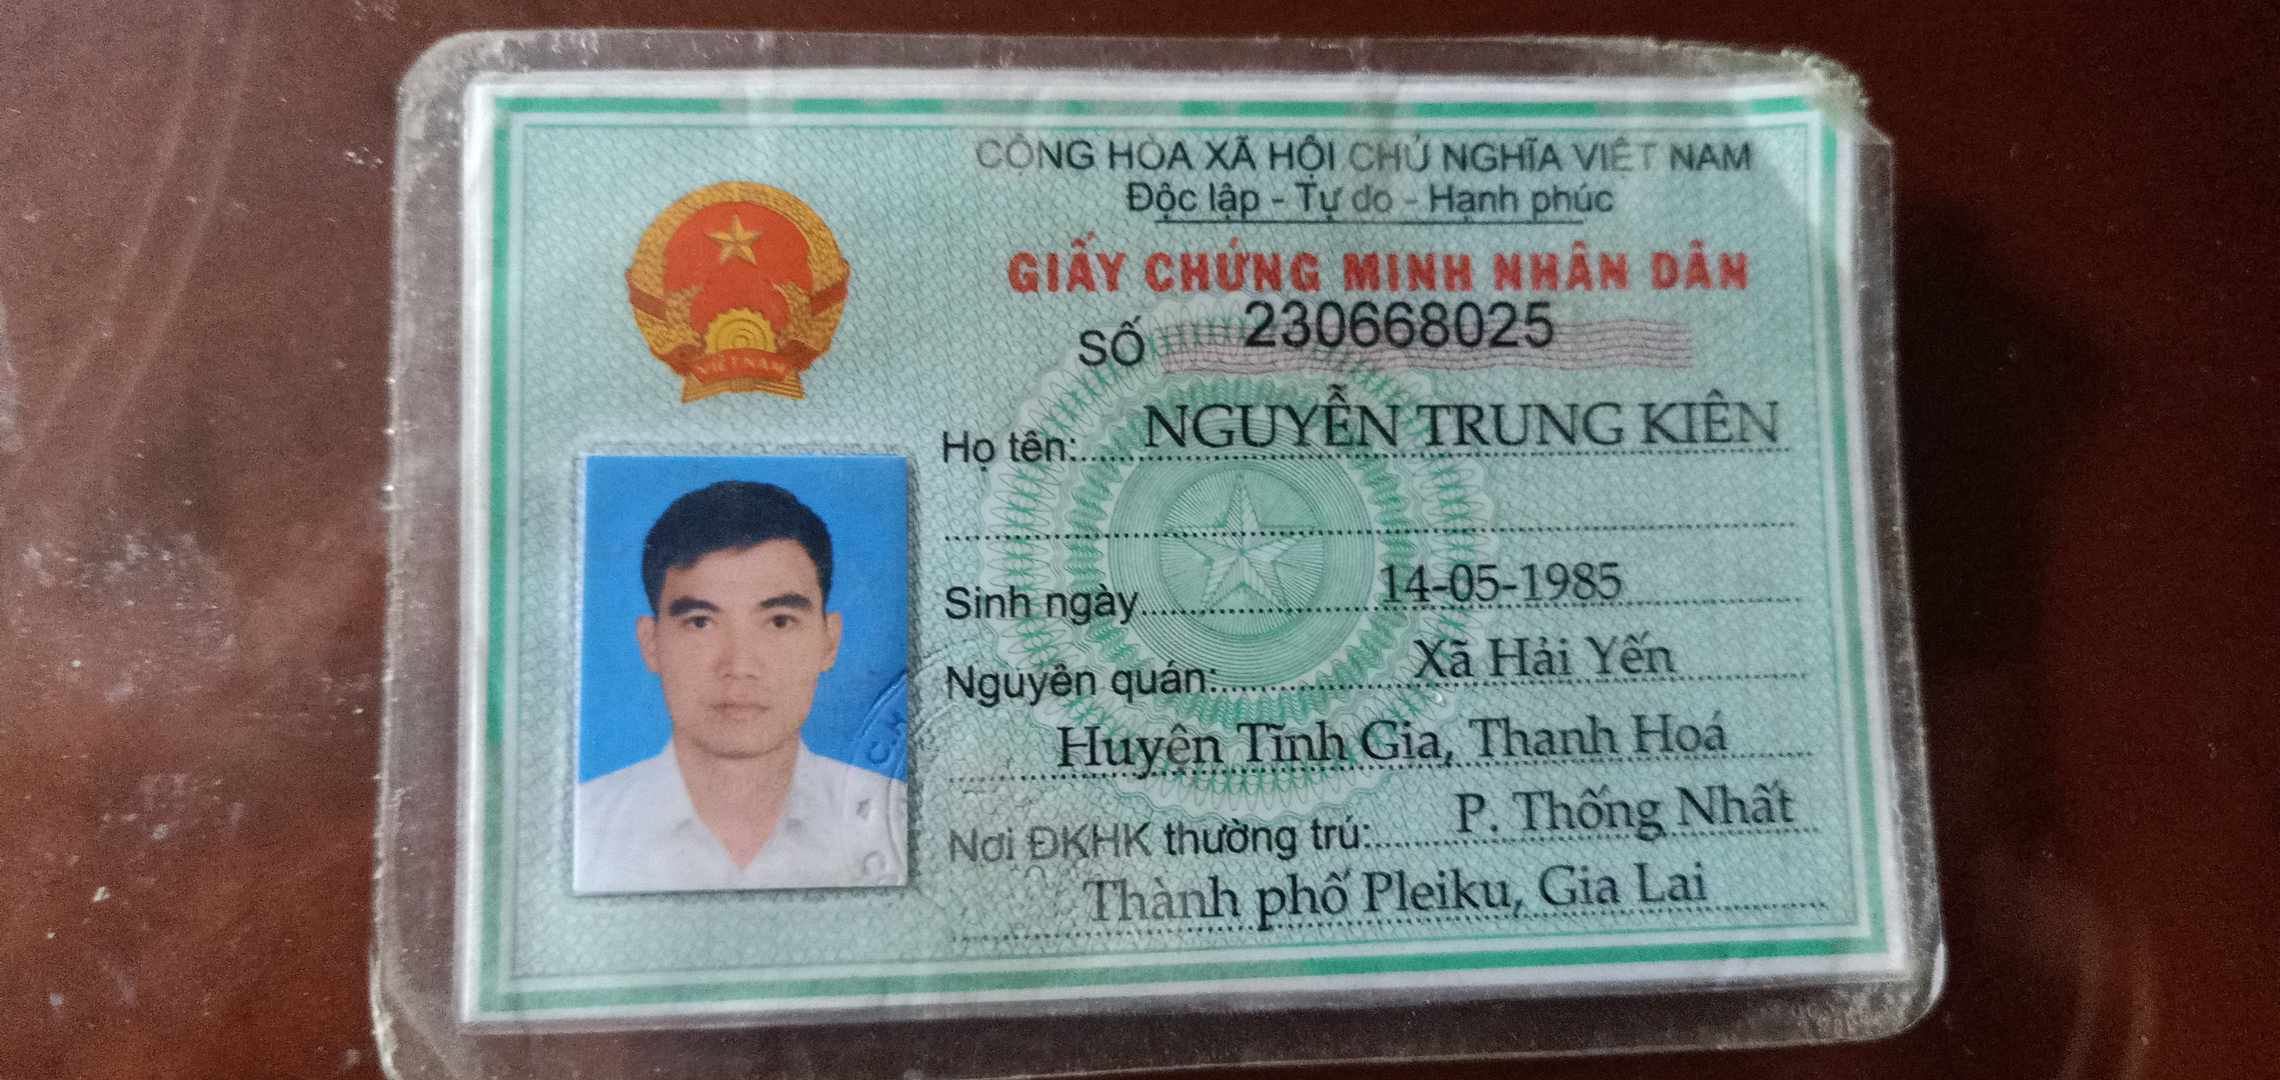 CỘNG HÒA XÃ HỘI CHỦ NGHĨA VIỆT NAM
Độc lập - Tự do - Hạnh phúc
GIẤY CHỨNG MINH NHÂN DÂN
SỐ 230668025
VIETNAM
Họ tên: NGUYỄN TRUNG KIÊN
Sinh ngày 14-05-1985
Nguyên quán: Xã Hải Yến
Huyện Tĩnh Gia, Thanh Hoá
Nơi ĐKHK thường trú: P. Thống Nhất
Thành phố Pleiku, Gia Lai